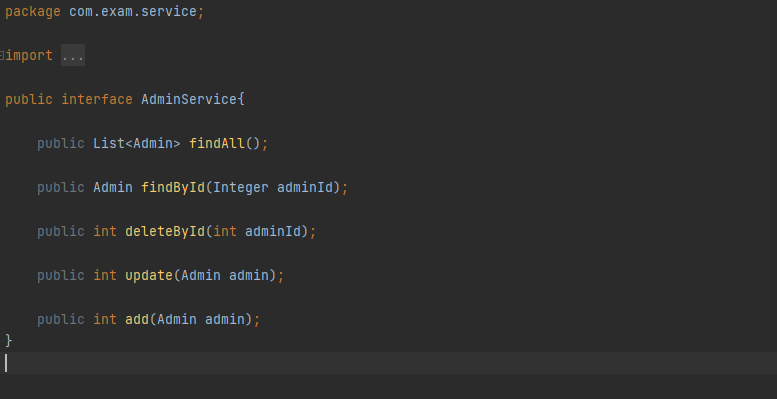 package com.exam.service;
import ...
public interface AdminService{
public List<Admin> findAll();
public Admin findById(Integer adminId);
public int deleteById(int adminId);
public int update(Admin admin);
public int add(Admin admin);
}